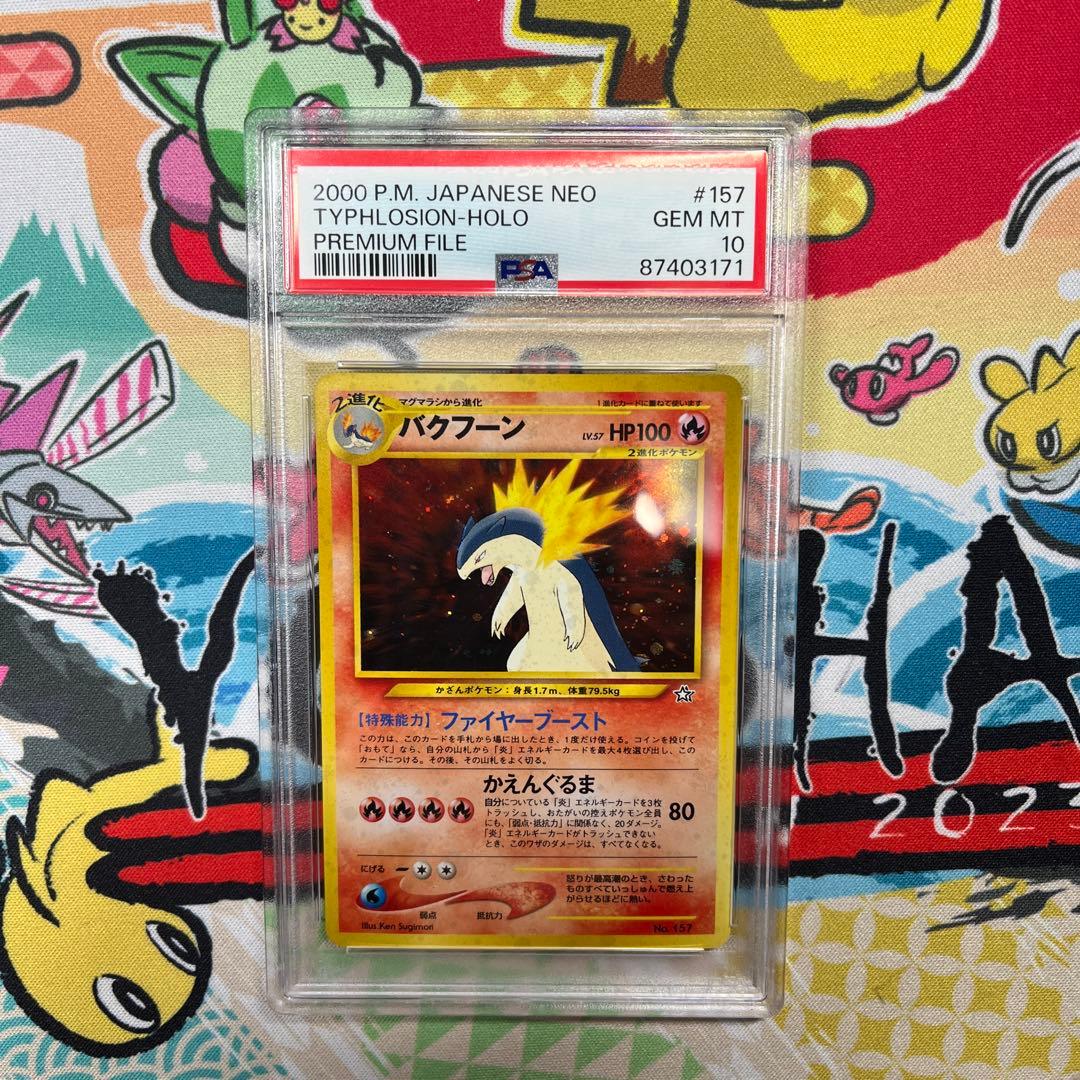 2000 P.M. JAPANESE NEO #157
TYPHLOSION-HOLO GEM MT
PREMIUM FILE 10
PSA 87403171
2進化
マグマラシから進化
1進化カードに重ねて使います
バクフーン LV.57 HP100
2進化ポケモン
かざんポケモン：身長1.7m、体重79.5kg
【特殊能力】ファイヤーブースト
この力は、このカードを手札から場に出したとき、1度だけ使える。コインを投げて
「おもて」なら、自分の山札から「炎」エネルギーカードを最大4枚選び出し、この
カードにつける。その後、その山札をよく切る。
かえんぐるま
自分についている「炎」エネルギーカードを3枚
トラッシュし、おたがいの控えポケモン全員
にも、「弱点・抵抗力」に関係なく、20ダメージ。
「炎」エネルギーカードがトラッシュできない
とき、このワザのダメージは、すべてなくなる。
80
にげる
怒りが最高潮のとき、さわった
ものすべていっしゅんで燃え上
がらせるほどに熱い。
弱点 抵抗力
Illus. Ken Sugimori
No. 157
Y
HA
2023